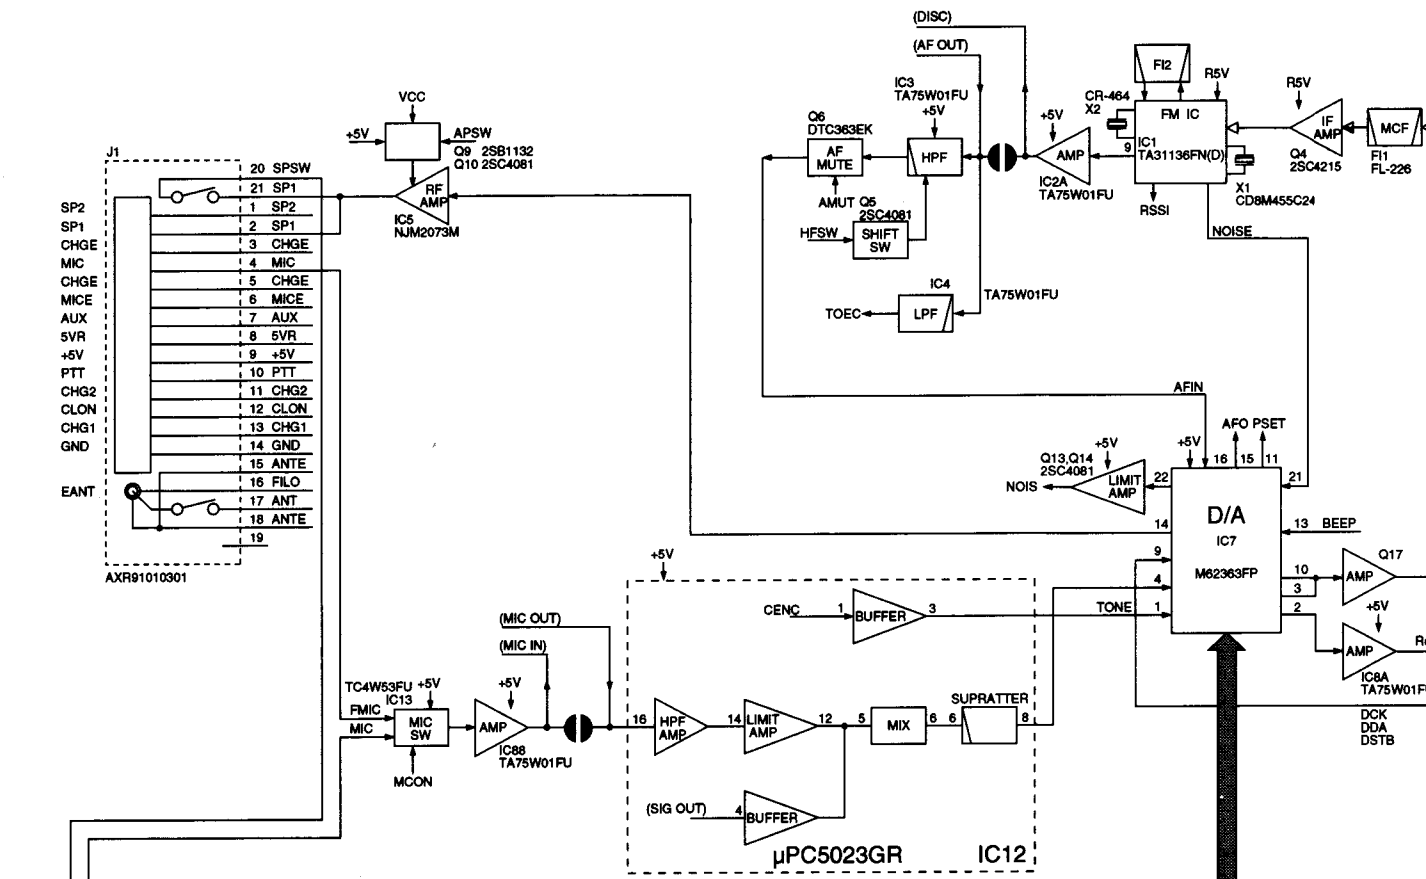 (DISC)
(AF OUT)
FI2
IC3
TA75W01FU
+5V
CR-464
X2
R5V
R5V
FM IC
IF
AMP
MCF
Q4
2SC4215
FI1
FL-226
VCC
+5V
APSW
Q9 2SB1132
Q10 2SC4081
Q6
DTC363EK
AF
MUTE
HPF
+5V
AMP
IC2A
TA75W01FU
9
IC1
TA31136FN(D)
X1
CD8M455C24
RSSI
NOISE
J1
RF
AMP
IC5
NJM2073M
AMUT
Q5
2SC4081
HFSW
SHIFT
SW
IC4
TA75W01FU
TOEC
LPF
20 SPSW
21 SP1
SP2 1 SP2
SP1 2 SP1
CHGE 3 CHGE
MIC 4 MIC
CHGE 5 CHGE
MICE 6 MICE
AUX 7 AUX
5VR 8 5VR
+5V 9 +5V
PTT 10 PTT
CHG2 11 CHG2
CLON 12 CLON
CHG1 13 CHG1
GND 14 GND
15 ANTE
16 FILO
EANT
17 ANT
18 ANTE
19
AXR91010301
AFIN
AFO PSET
16 15 11
+5V
Q13,Q14
2SC4081
+5V
NOIS
LIMIT
AMP
22
21
D/A
IC7
M62363FP
14
13 BEEP
9
4
TONE 1
10
3
2
AMP
Q17
+5V
AMP
IC8A
TA75W01FU
DCK
DDA
DSTB
+5V
CENC
1
BUFFER
3
(MIC OUT)
(MIC IN)
TC4W53FU
IC13
+5V
+5V
FMIC
MIC
MIC
SW
MCON
AMP
IC88
TA75W01FU
16
HPF
AMP
14
LIMIT
AMP
12
5
MIX
6
6
SUPRATTER
8
(SIG OUT)
4
BUFFER
µPC5023GR IC12